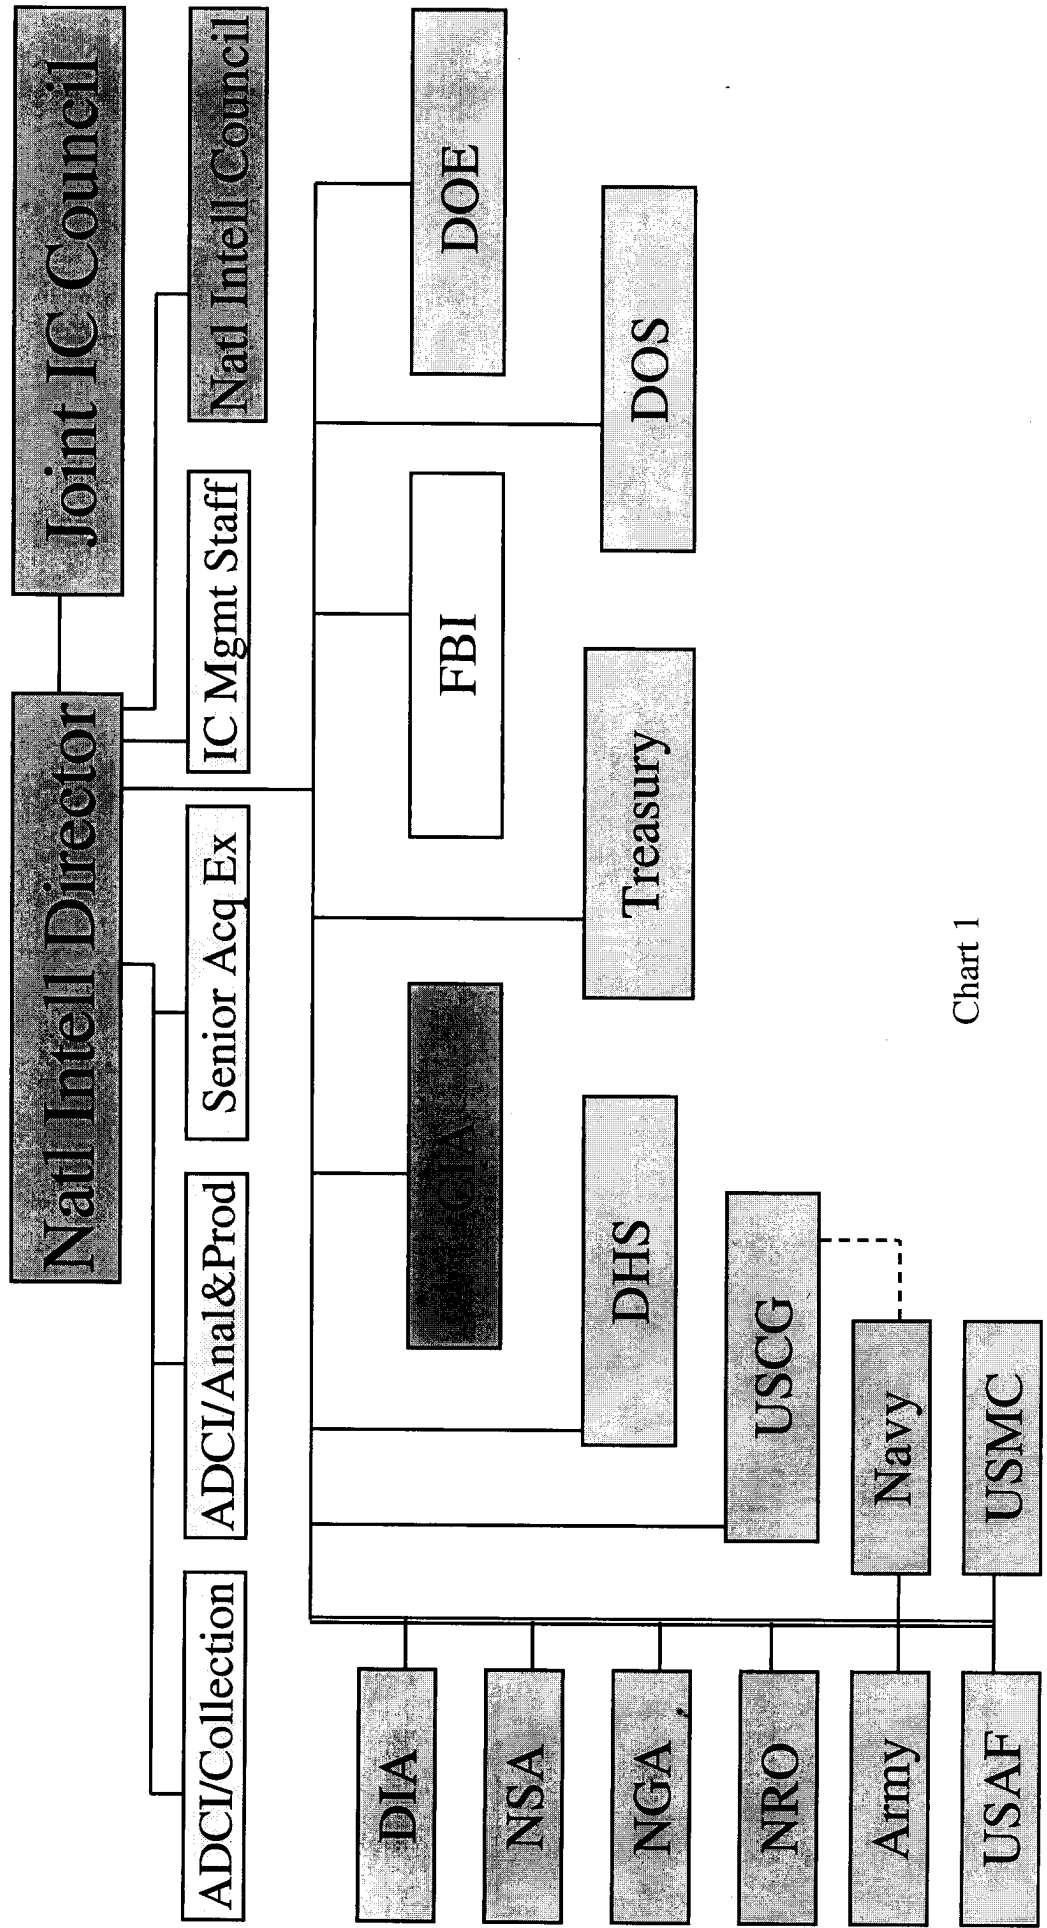 Natl Intell Director
Joint IC Council
ADCI/Collection
ADCI/Anal&Prod
Senior Acq Ex
IC Mgmt Staff
Natl Intell Council
DIA
CIA
FBI
DOE
NSA
DHS
Treasury
DOS
NGA
NRO
USCG
Army
Navy
USAF
USMC
Chart 1